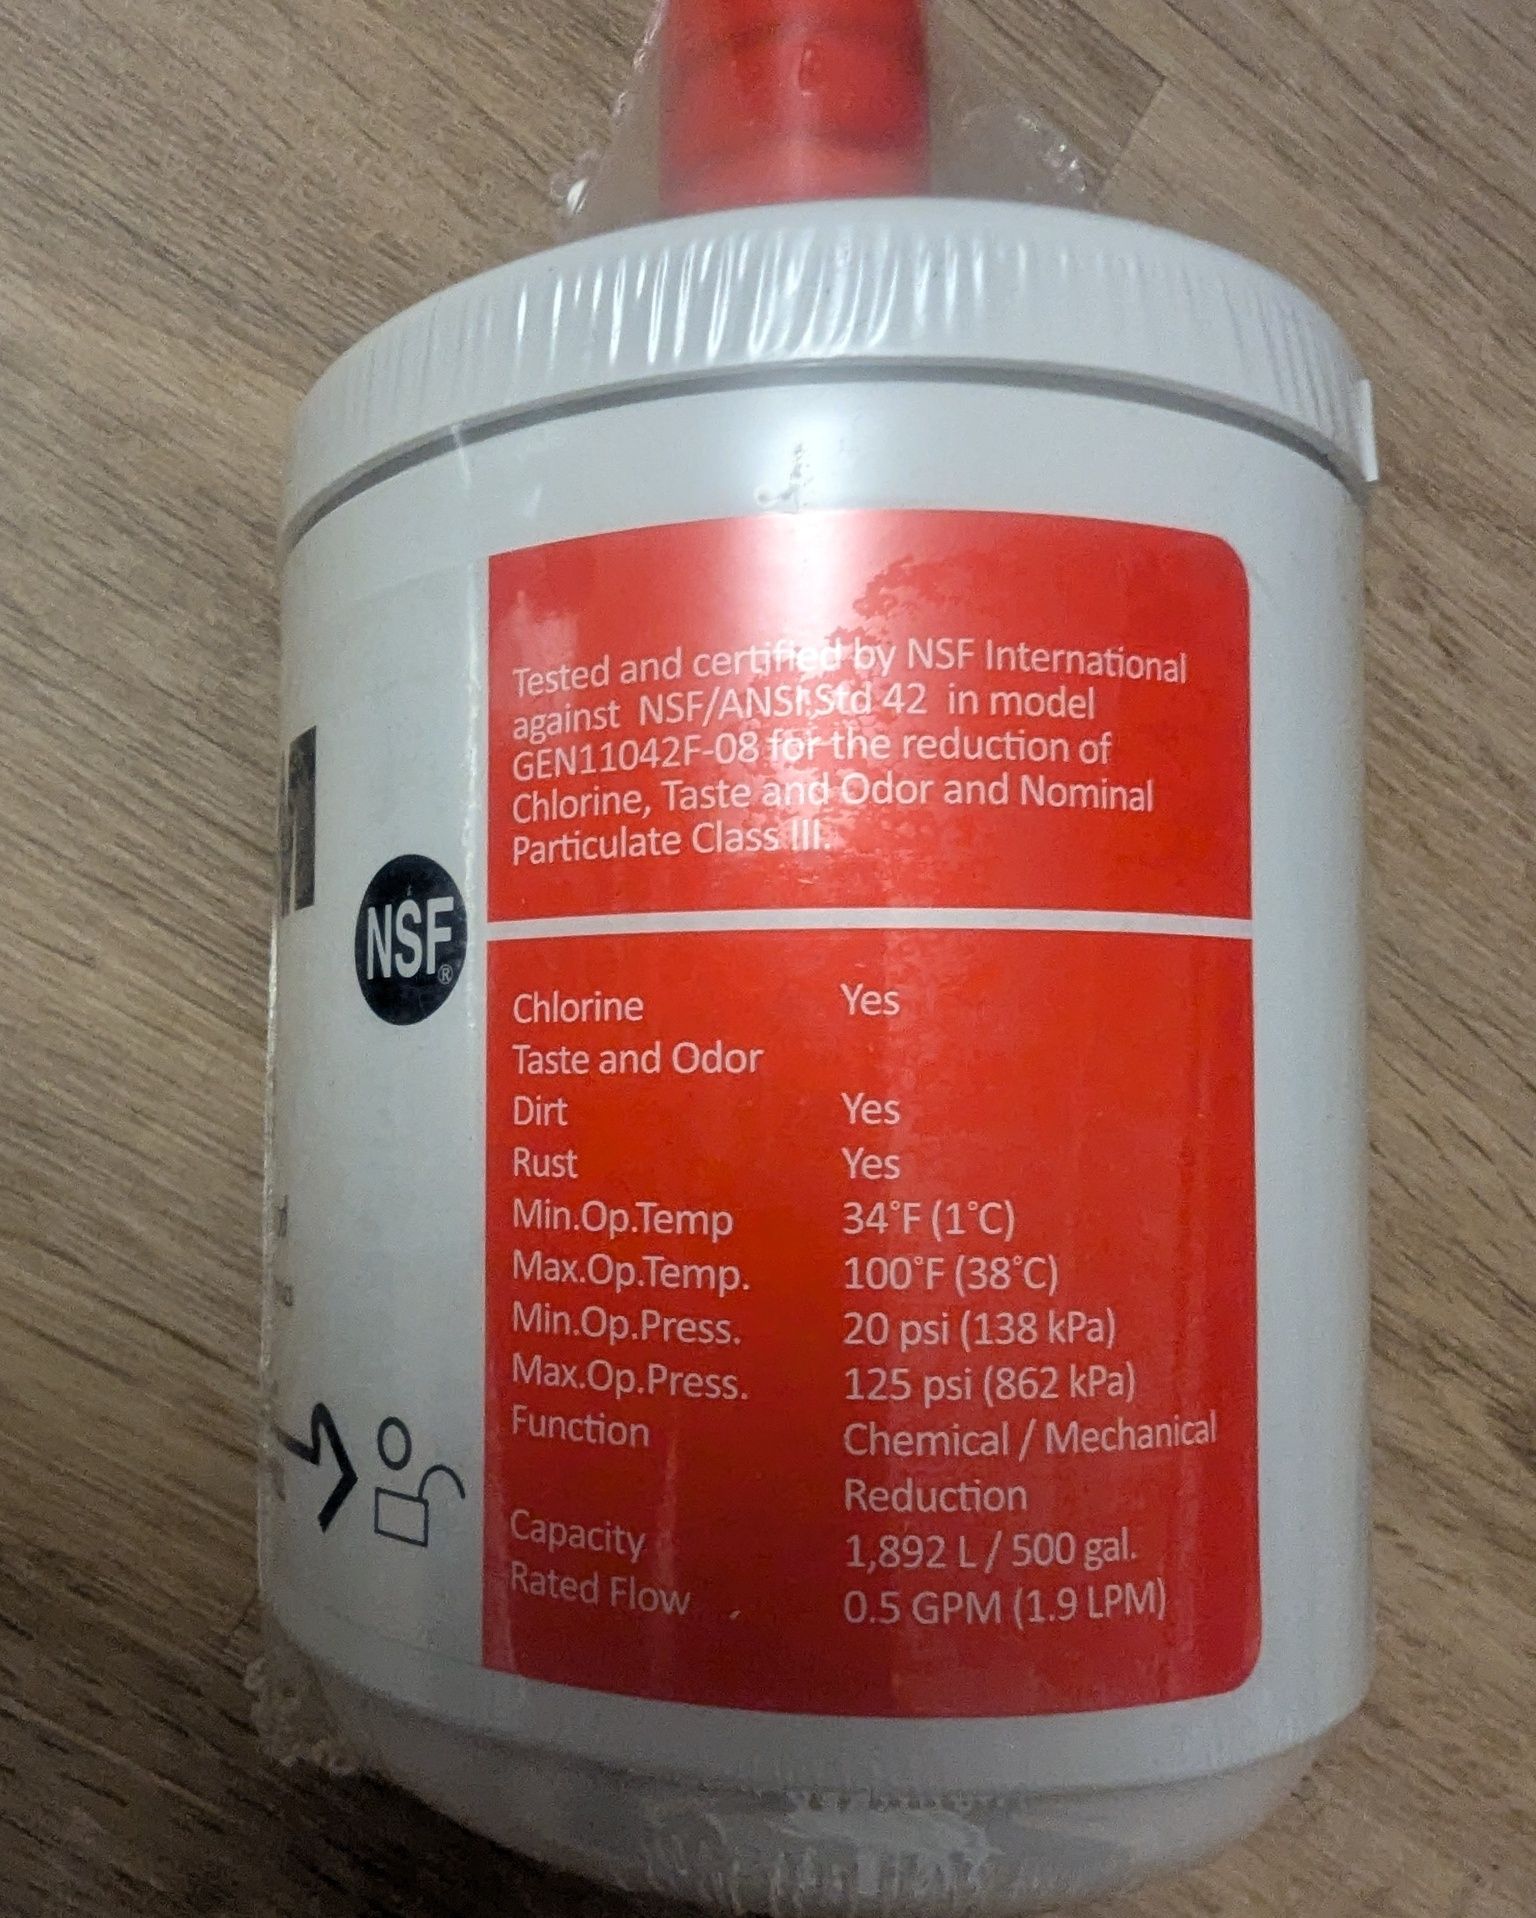 Tested and certified by NSF International
against NSF/ANSI Std 42 in model
GEN11042F-08 for the reduction of
Chlorine, Taste and Odor and Nominal
Particulate Class III.
NSF®
Chlorine Yes
Taste and Odor
Dirt Yes
Rust Yes
Min.Op.Temp 34°F (1°C)
Max.Op.Temp. 100°F (38°C)
Min.Op.Press. 20 psi (138 kPa)
Max.Op.Press. 125 psi (862 kPa)
Function Chemical / Mechanical
Reduction
Capacity 1,892 L / 500 gal.
Rated Flow 0.5 GPM (1.9 LPM)